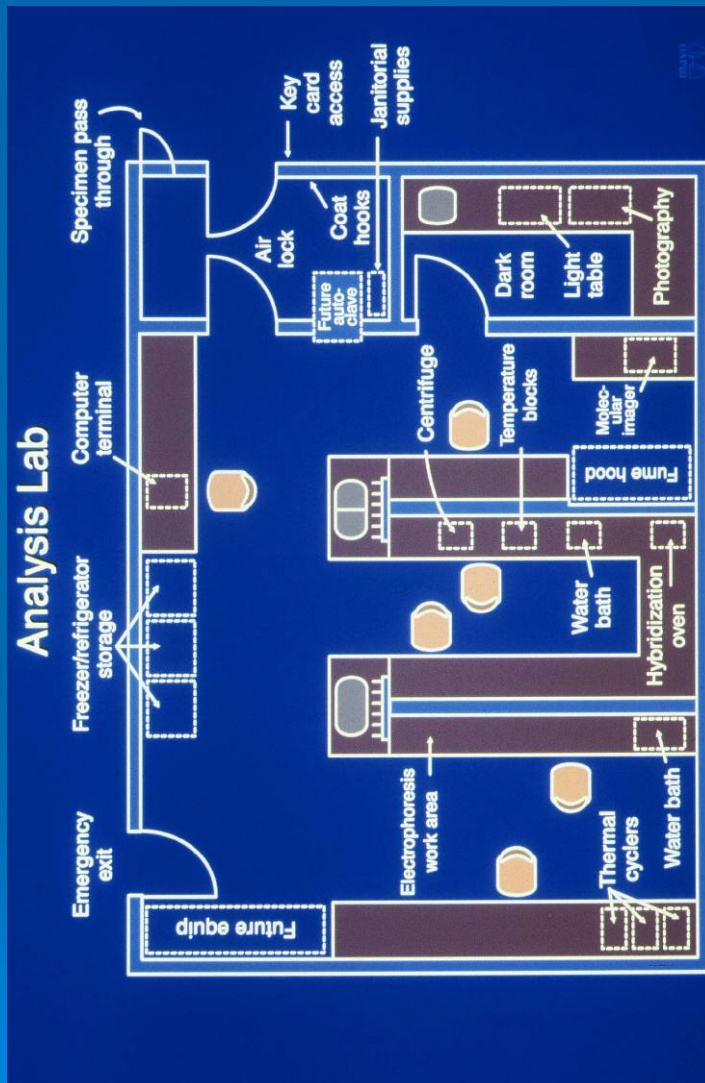 Analysis Lab
Emergency
exit
Freezer/refrigerator
storage
Computer
terminal
Specimen pass
through
Key
card
access
Janitorial
supplies
Air
lock
Coat
hooks
Future
auto-
clave
Future equip
Electrophoresis
work area
Centrifuge
Temperature
blocks
Dark
room
Light
table
Photography
Molec-
ular
imager
Fume hood
Water
bath
Hybridization
oven
Water bath
Thermal
cyclers
mayo